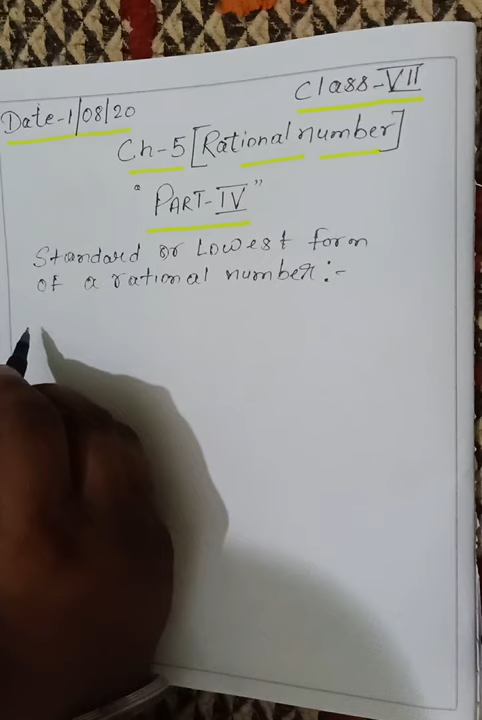 Class-VII
Date-1/08/20
Ch-5 [Rational number]
"PART-IV"
Standard or Lowest form
of a rational number:-